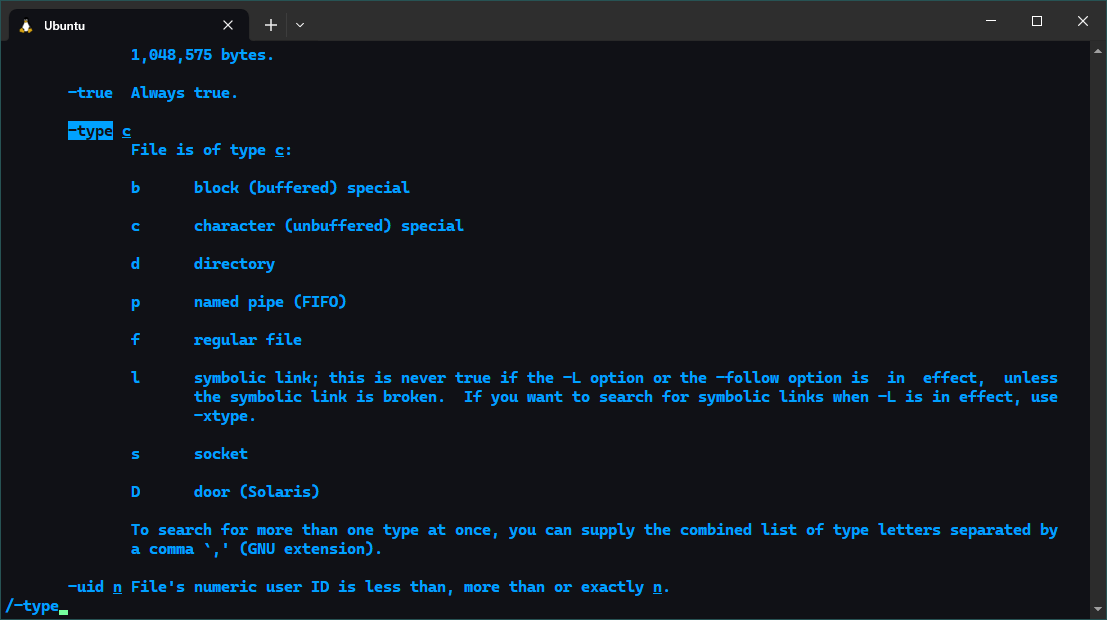 Ubuntu
1,048,575 bytes.
-true Always true.
-type c
File is of type c:
b block (buffered) special
c character (unbuffered) special
d directory
p named pipe (FIFO)
f regular file
l symbolic link; this is never true if the -L option or the -follow option is in effect, unless
the symbolic link is broken. If you want to search for symbolic links when -L is in effect, use
-xtype.
s socket
D door (Solaris)
To search for more than one type at once, you can supply the combined list of type letters separated by
a comma `,' (GNU extension).
-uid n File's numeric user ID is less than, more than or exactly n.
/-type